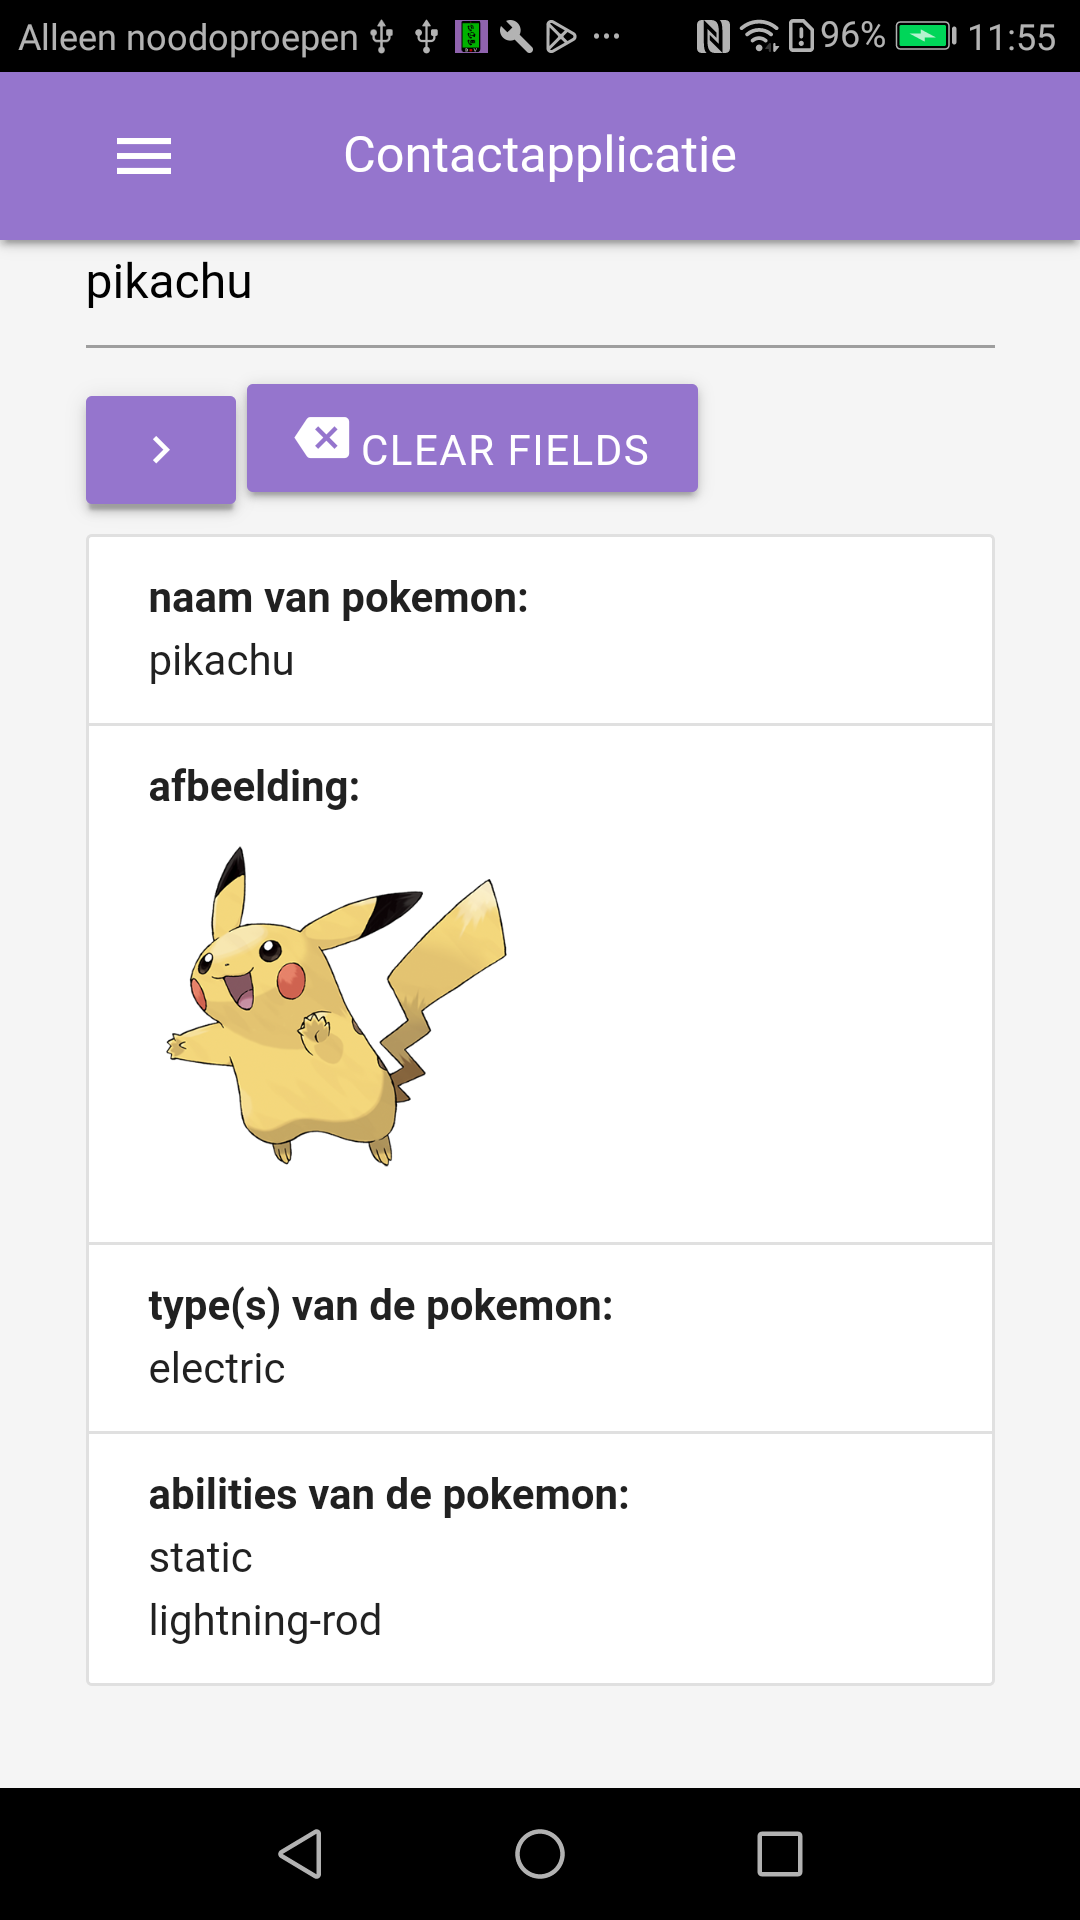 Alleen noodoproepen 96% 11:55
Contactapplicatie
pikachu
CLEAR FIELDS
naam van pokemon:
pikachu
afbeelding:
type(s) van de pokemon:
electric
abilities van de pokemon:
static
lightning-rod